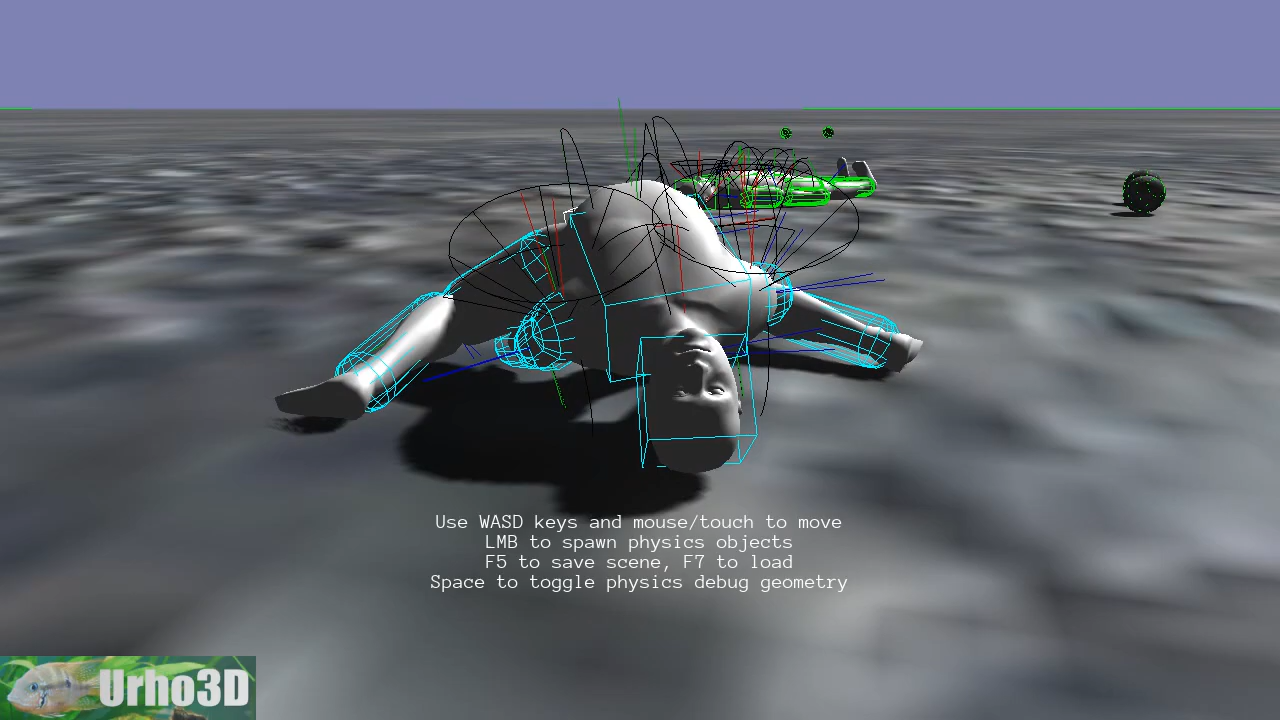 Use WASD keys and mouse/touch to move
LMB to spawn physics objects
F5 to save scene, F7 to load
Space to toggle physics debug geometry
Urho3D